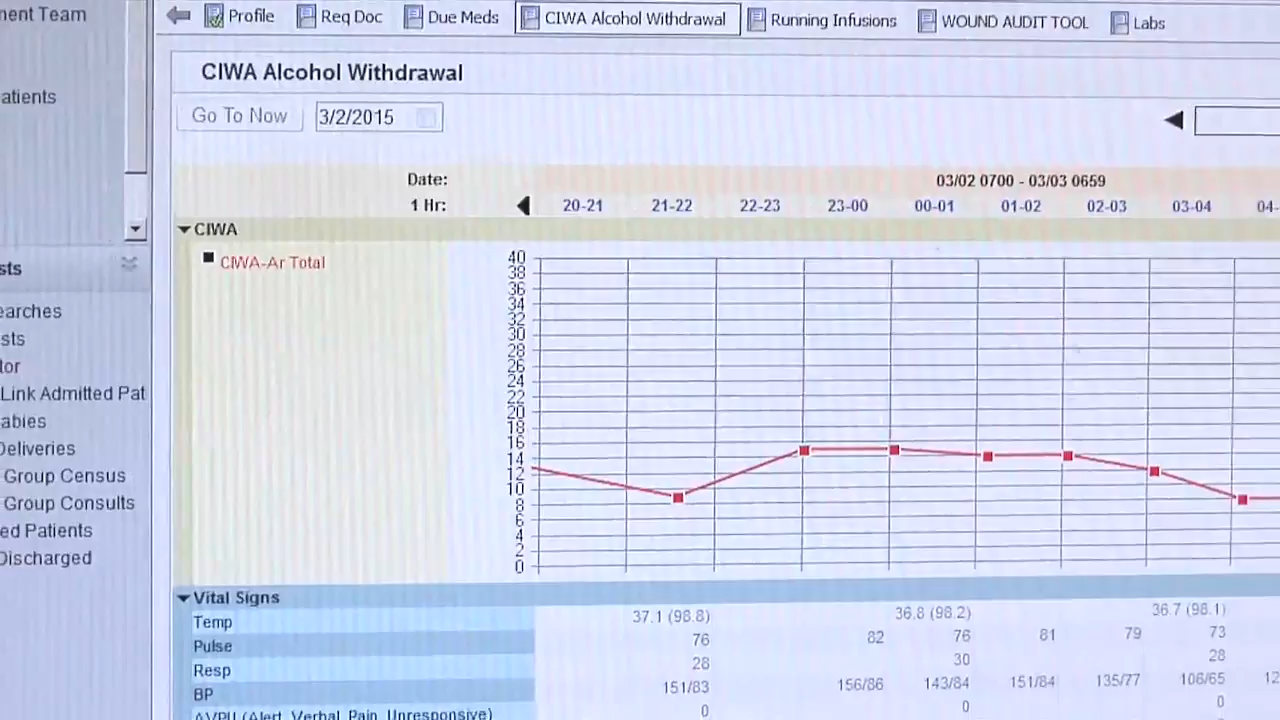 nent Team
atients
sts
earches
sts
tor
Link Admitted Pat
abies
Deliveries
Group Census
Group Consults
ed Patients
Discharged
Profile Req Doc Due Meds CIWA Alcohol Withdrawal Running Infusions WOUND AUDIT TOOL Labs
CIWA Alcohol Withdrawal
Go To Now 3/2/2015
Date: 03/02 0700 - 03/03 0659
1 Hr: 20-21 21-22 22-23 23-00 00-01 01-02 02-03 03-04 04-
CIWA
CIWA-Ar Total
40
38
36
34
32
30
28
26
24
22
20
18
16
14
12
10
8
6
4
2
0
Vital Signs
Temp 37.1 (98.8) 36.8 (98.2) 36.7 (98.1)
Pulse 76 82 76 81 79 73
Resp 28 30 28
BP 151/83 156/86 143/84 151/84 135/77 106/65 12
AVPU (Alert, Verbal, Pain, Unresponsive) 0 0 0